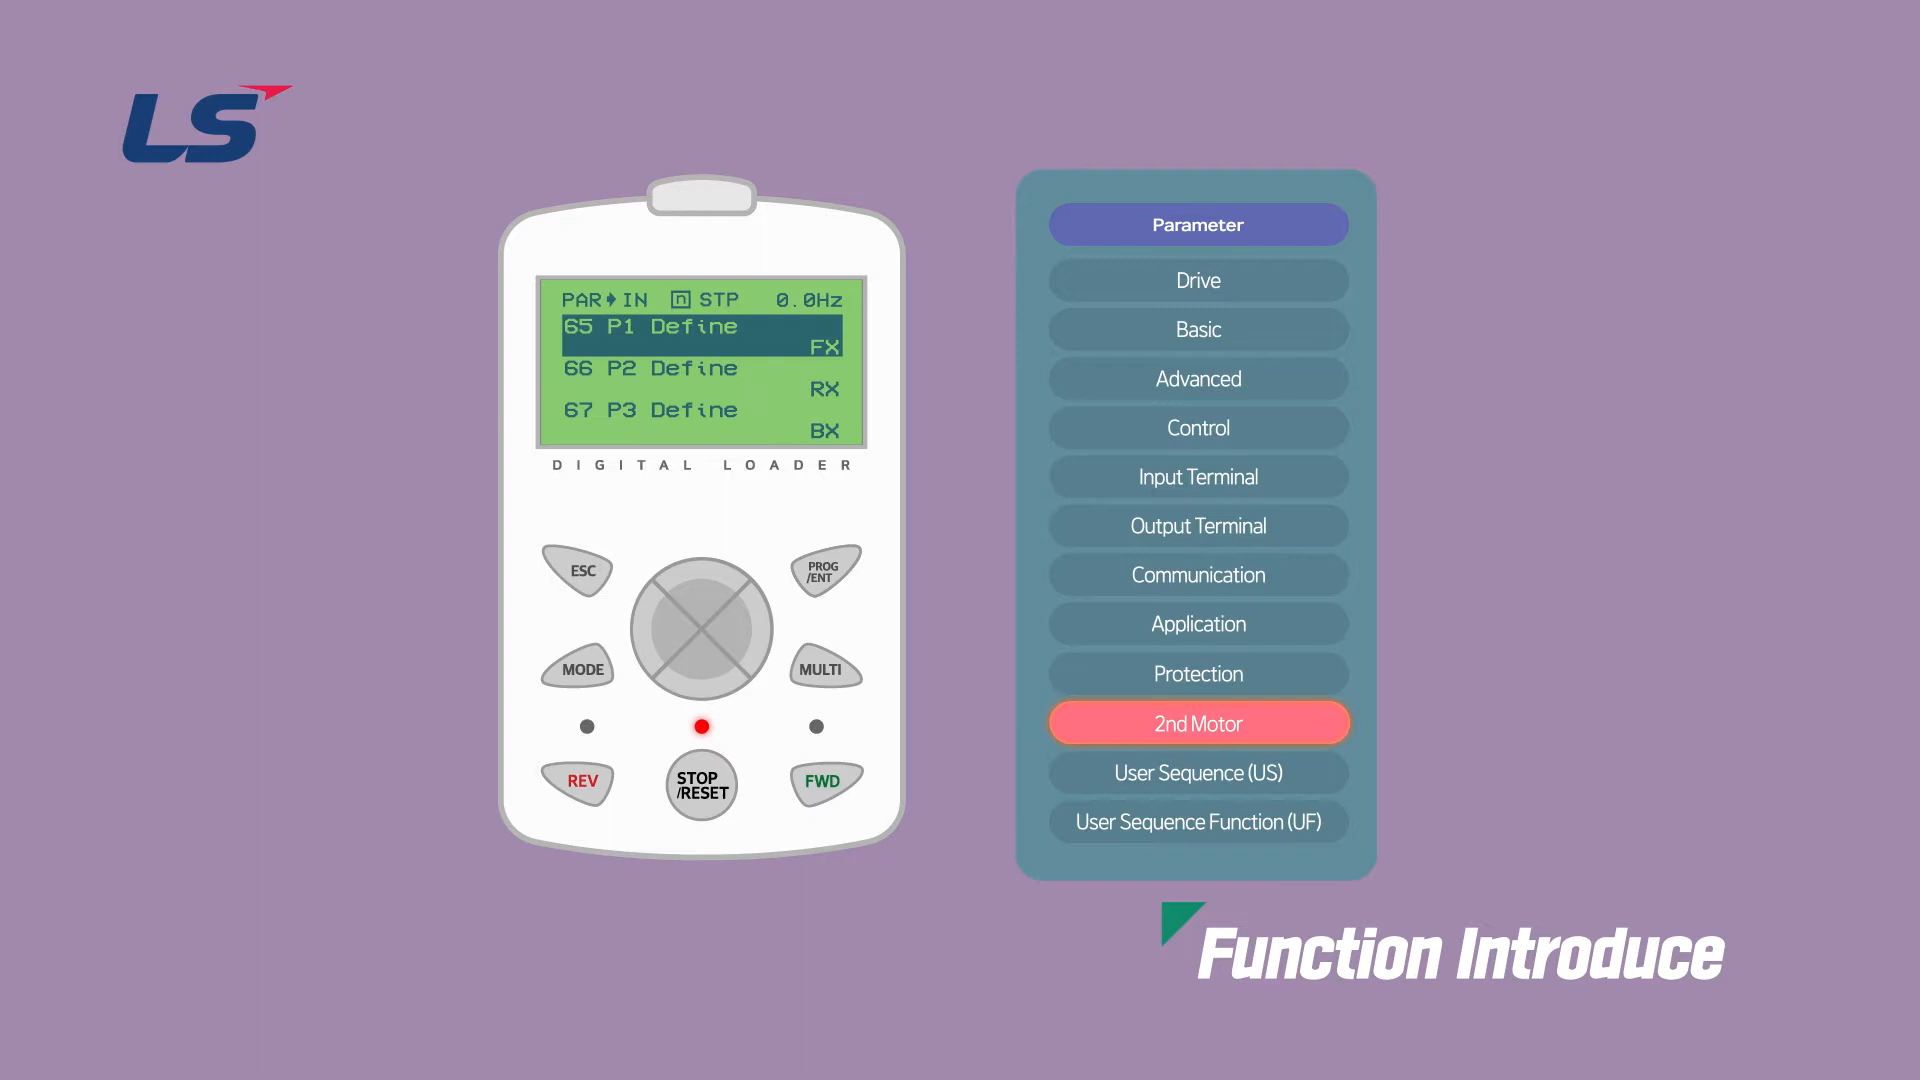 LS
PAR IN n STP 0.0Hz
65 P1 Define
FX
66 P2 Define
RX
67 P3 Define
BX
DIGITAL LOADER
ESC
PROG
/ENT
MODE
MULTI
REV
STOP
/RESET
FWD
Parameter
Drive
Basic
Advanced
Control
Input Terminal
Output Terminal
Communication
Application
Protection
2nd Motor
User Sequence (US)
User Sequence Function (UF)
Function Introduce